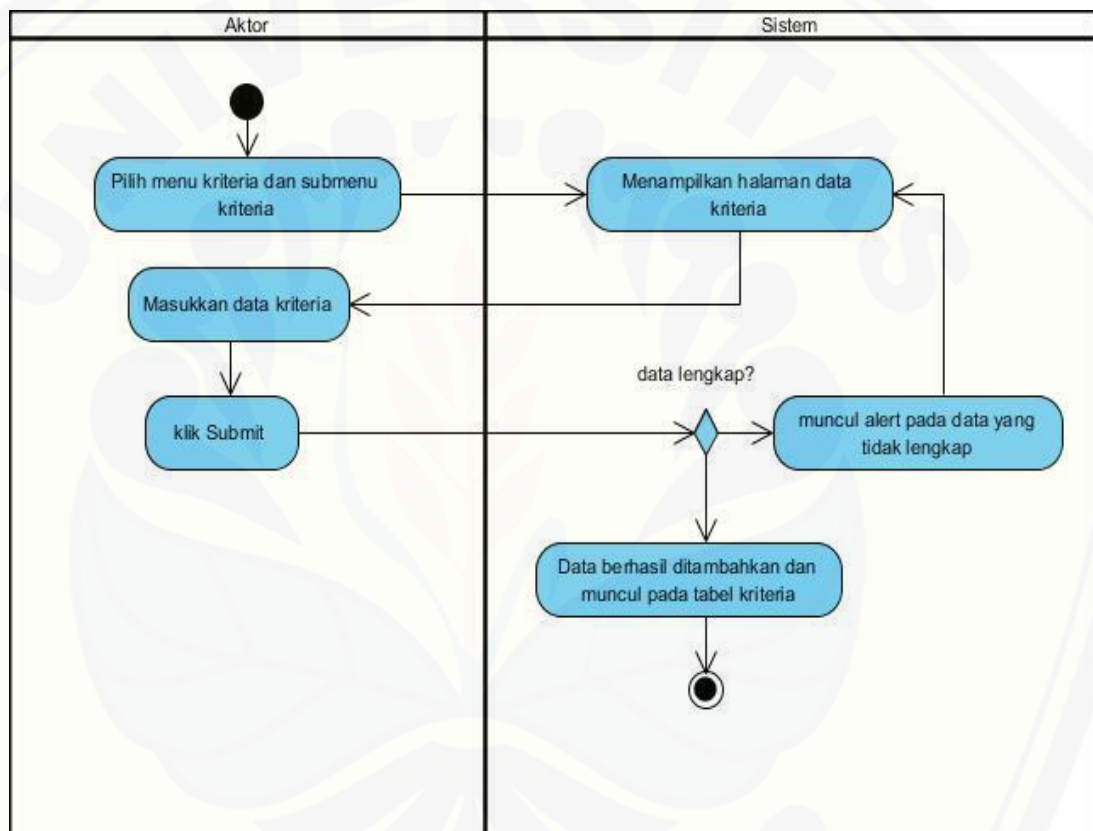 Aktor
Sistem
Pilih menu kriteria dan submenu
kriteria
Menampilkan halaman data
kriteria
Masukkan data kriteria
data lengkap?
klik Submit
muncul alert pada data yang
tidak lengkap
Data berhasil ditambahkan dan
muncul pada tabel kriteria
UNIVERSITAS